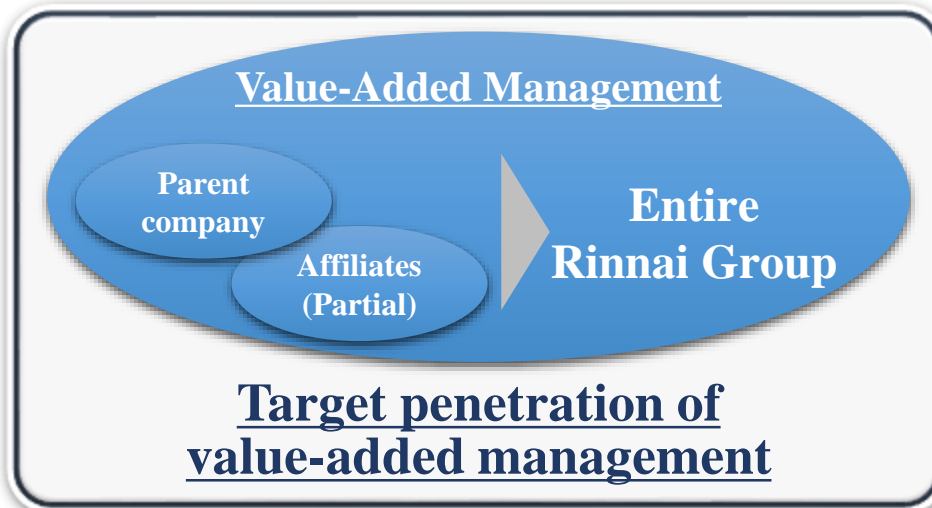 Value-Added Management
Parent
company
Affiliates
(Partial)
Entire
Rinnai Group
Target penetration of
value-added management